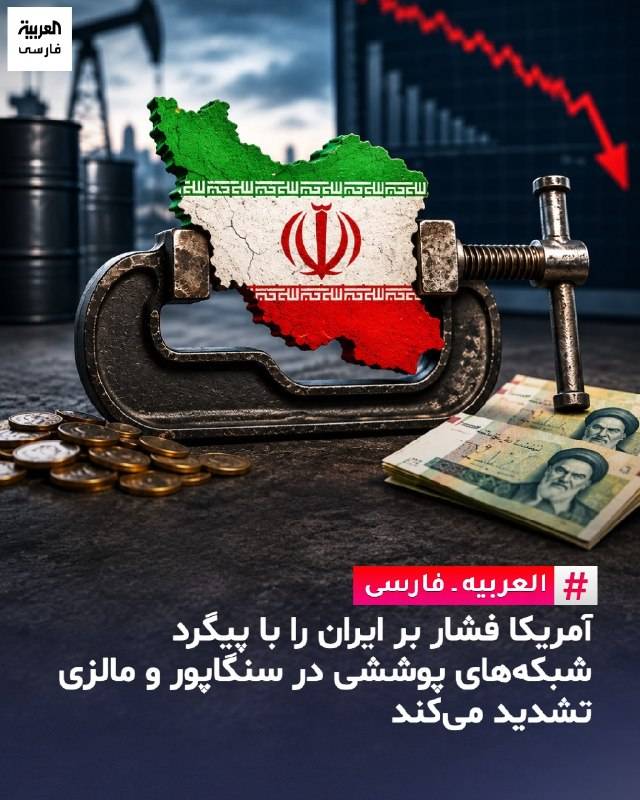 العربية
فارسی
# العربیه ـ فارسی
آمریکا فشار بر ایران را با پیگرد
شبکه‌های پوششی در سنگاپور و مالزی
تشدید می‌کند